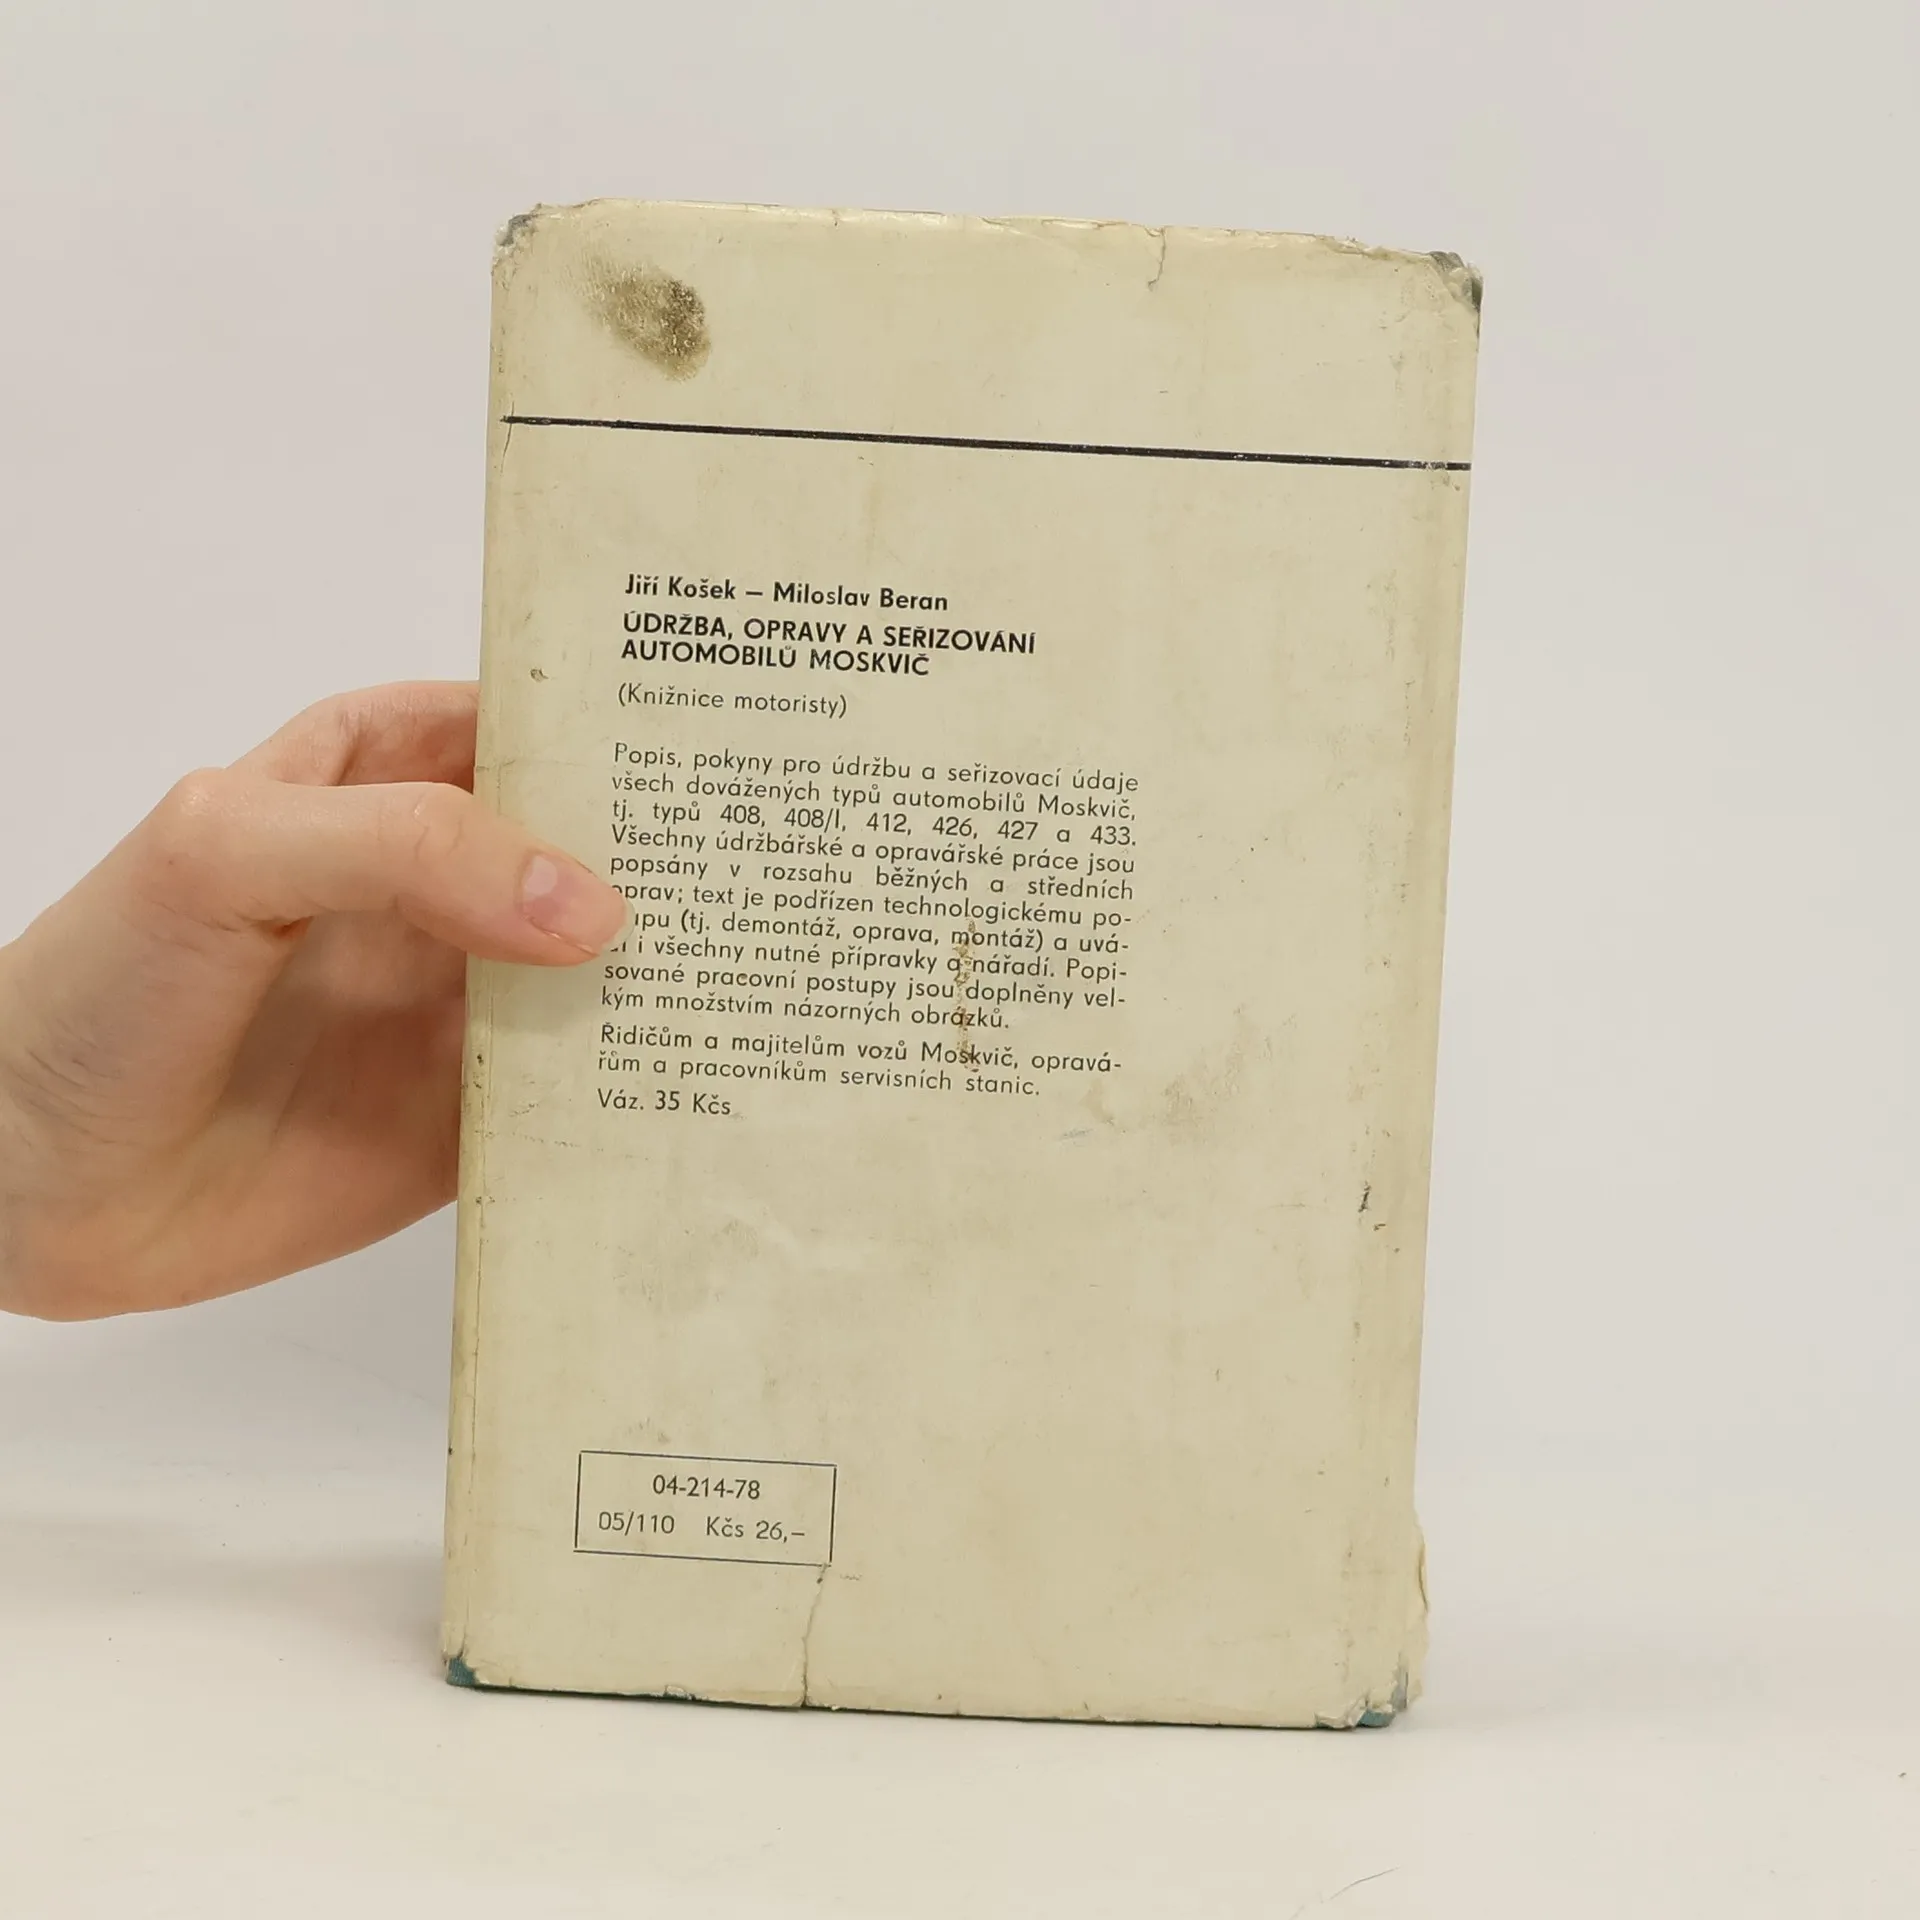 Jiří Košek – Miloslav Beran
ÚDRŽBA, OPRAVY A SEŘIZOVÁNÍ
AUTOMOBILŮ MOSKVIČ
(Knižnice motoristy)
Popis, pokyny pro údržbu a seřizovací údaje
všech dovážených typů automobilů Moskvič,
tj. typů 408, 408/I, 412, 426, 427 a 433.
Všechny údržbářské a opravářské práce jsou
popsány v rozsahu běžných a středních
oprav; text je podřízen technologickému po-
(tj. demontáž, oprava, montáž) a uvá-
i všechny nutné přípravky a nářadí. Popi-
sované pracovní postupy jsou doplněny vel-
kým množstvím názorných obrázků.
Řidičům a majitelům vozů Moskvič, opravá-
řům a pracovníkům servisních stanic.
Váz. 35 Kčs
04-214-78
05/110 Kčs 26,–